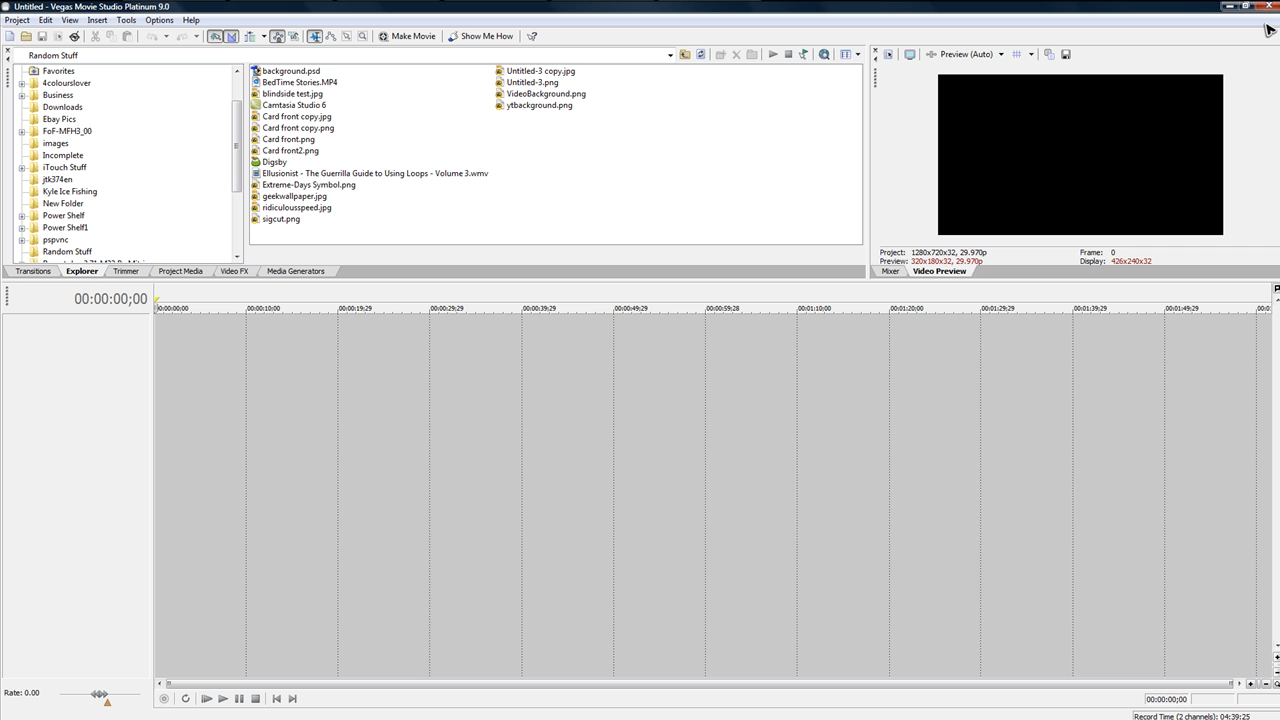 Untitled - Vegas Movie Studio Platinum 9.0
Project Edit View Insert Tools Options Help
Make Movie Show Me How
Random Stuff
Preview (Auto)
Favorites
4colourslover
Business
Downloads
Ebay Pics
FoF-MFH3_00
images
Incomplete
iTouch Stuff
jtk374en
Kyle Ice Fishing
New Folder
Power Shelf
Power Shelf1
pspvnc
Random Stuff
background.psd
BedTime Stories.MP4
blindside test.jpg
Camtasia Studio 6
Card front copy.jpg
Card front copy.png
Card front.png
Card front2.png
Digsby
Ellusionist - The Guerrilla Guide to Using Loops - Volume 3.wmv
Extreme-Days Symbol.png
geekwallpaper.jpg
ridiculousspeed.jpg
sigcut.png
Untitled-3 copy.jpg
Untitled-3.png
VideoBackground.png
ytbackground.png
Project: 1280x720x32, 29.970p Frame: 0
Preview: 320x180x32, 29.970p Display: 426x240x32
Transitions Explorer Trimmer Project Media Video FX Media Generators
Mixer Video Preview
00:00:00;00
00:00:00;00 00:00:10;00 00:00:19;29 00:00:29;29 00:00:39;29 00:00:49;29 00:00:59;28 00:01:10;00 00:01:20;00 00:01:29;29 00:01:39;29 00:01:49;29
Rate: 0.00
00:00:00;00
Record Time (2 channels): 04:39:25